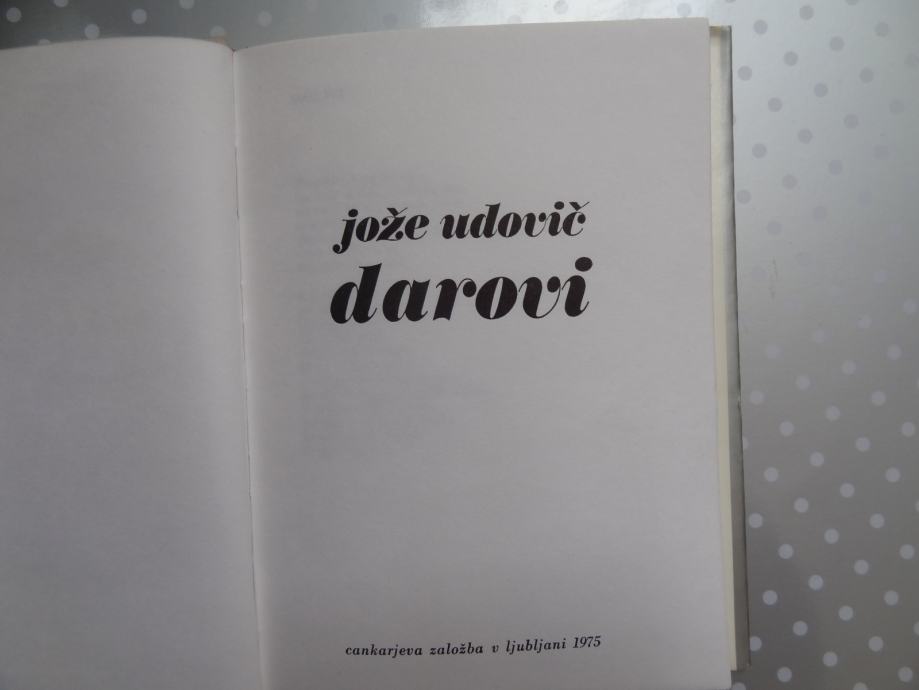 jože udovič
darovi
cankarjeva založba v ljubljani 1975